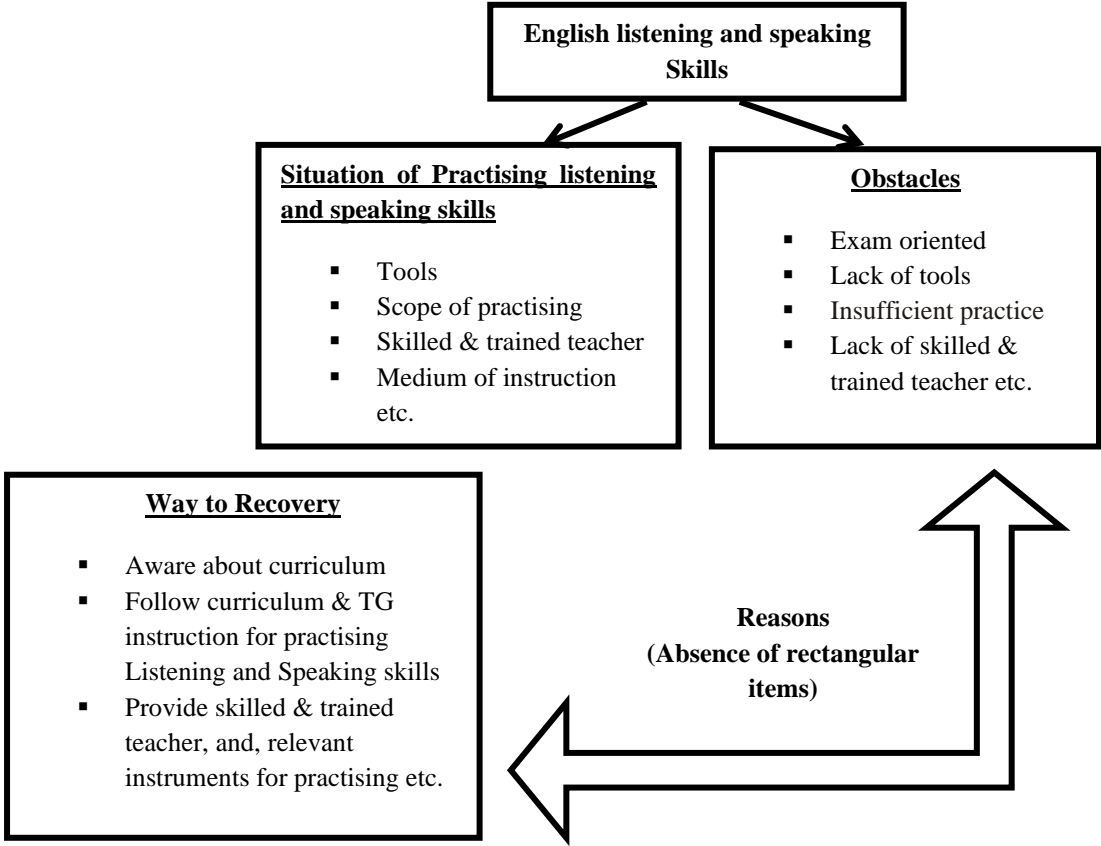 English listening and speaking
Skills
Situation of Practising listening
and speaking skills
▪ Tools
▪ Scope of practising
▪ Skilled & trained teacher
▪ Medium of instruction
etc.
Obstacles
▪ Exam oriented
▪ Lack of tools
▪ Insufficient practice
▪ Lack of skilled &
trained teacher etc.
Way to Recovery
▪ Aware about curriculum
▪ Follow curriculum & TG
instruction for practising
Listening and Speaking skills
▪ Provide skilled & trained
teacher, and, relevant
instruments for practising etc.
Reasons
(Absence of rectangular
items)